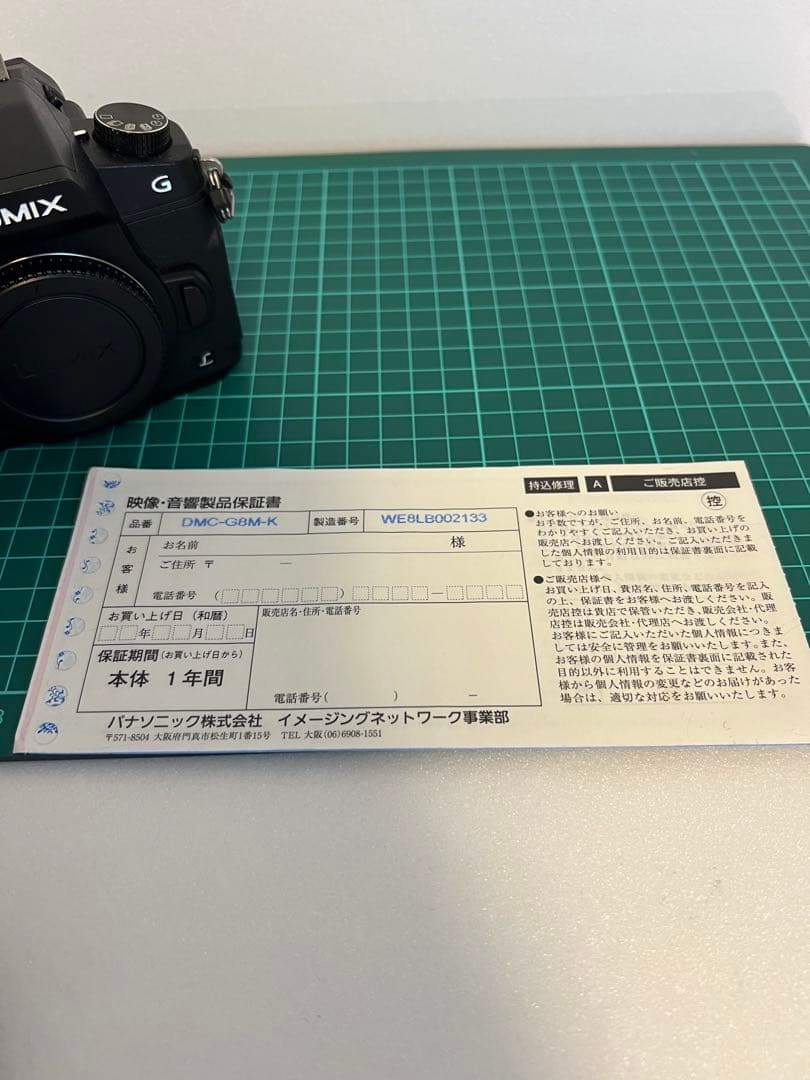 G
UMIX
LUMIX
L
持込修理 A ご販売店控
控
映像・音響製品保証書
品番 DMC-G8M-K 製造番号 WE8LB002133
お客様
お名前 様
ご住所 〒 ー
電話番号 ( ) ー
お買い上げ日（和暦）
年 月 日
販売店名・住所・電話番号
保証期間（お買い上げ日から）
本体 1年間
電話番号( ) ー
パナソニック株式会社 イメージングネットワーク事業部
〒571-8504 大阪府門真市松生町1番15号 TEL 大阪(06)6908-1551
●お客様へのお願い
お手数ですが、ご住所、お名前、電話番号を
わかりやすくご記入いただき、お買い上げの
販売店へお渡しください。ご記入いただきま
した個人情報の利用目的は保証書裏面に記載
しております。
●ご販売店様へ
お買い上げ日、貴店名、住所、電話番号を記入
の上、保証書をお客様へお渡しください。販
売店控は貴店で保管いただき、販売会社・代理
店控は販売会社・代理店へお渡しください。
お客様にご記入いただいた個人情報につきま
しては安全に管理をお願いいたします。また、
お客様の個人情報を保証書裏面に記載された
目的以外に利用することはできません。お客
様から個人情報の変更などのお届けがあった
場合は、適切な対応をお願いいたします。